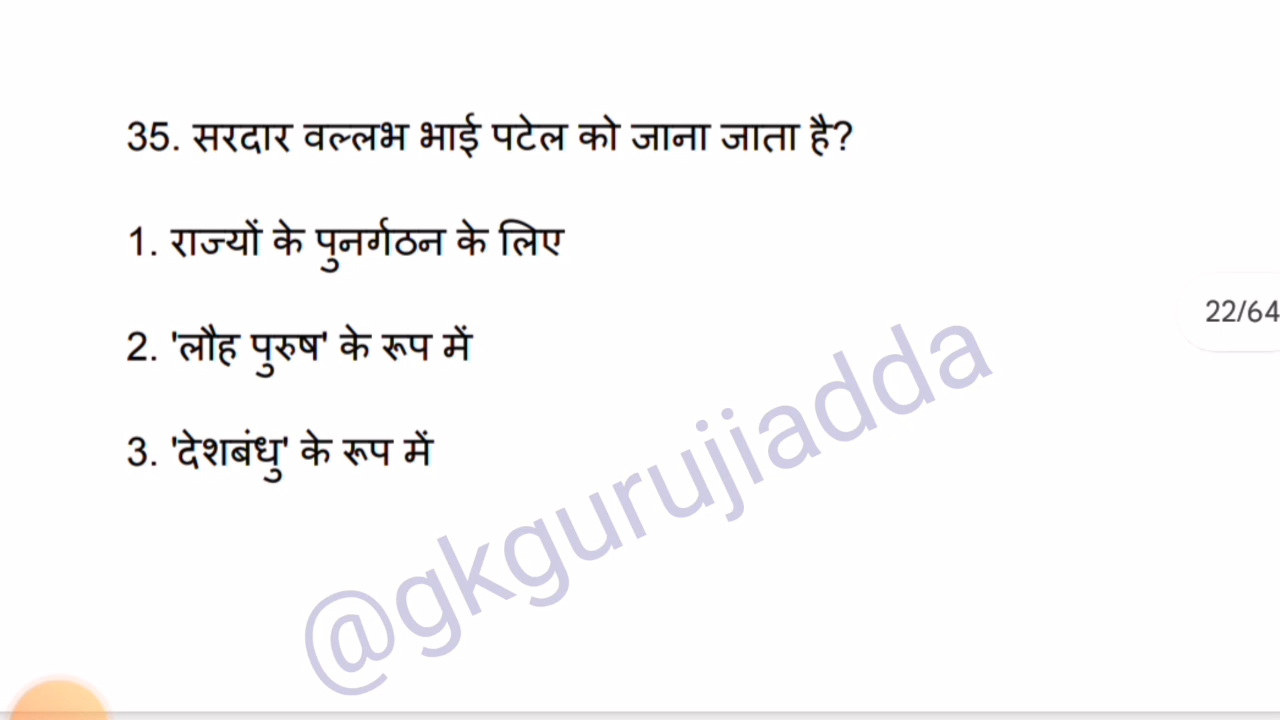 35. सरदार वल्लभ भाई पटेल को जाना जाता है?
1. राज्यों के पुनर्गठन के लिए
2. 'लौह पुरुष' के रूप में
3. 'देशबंधु' के रूप में
22/64
@gkgurujiadda